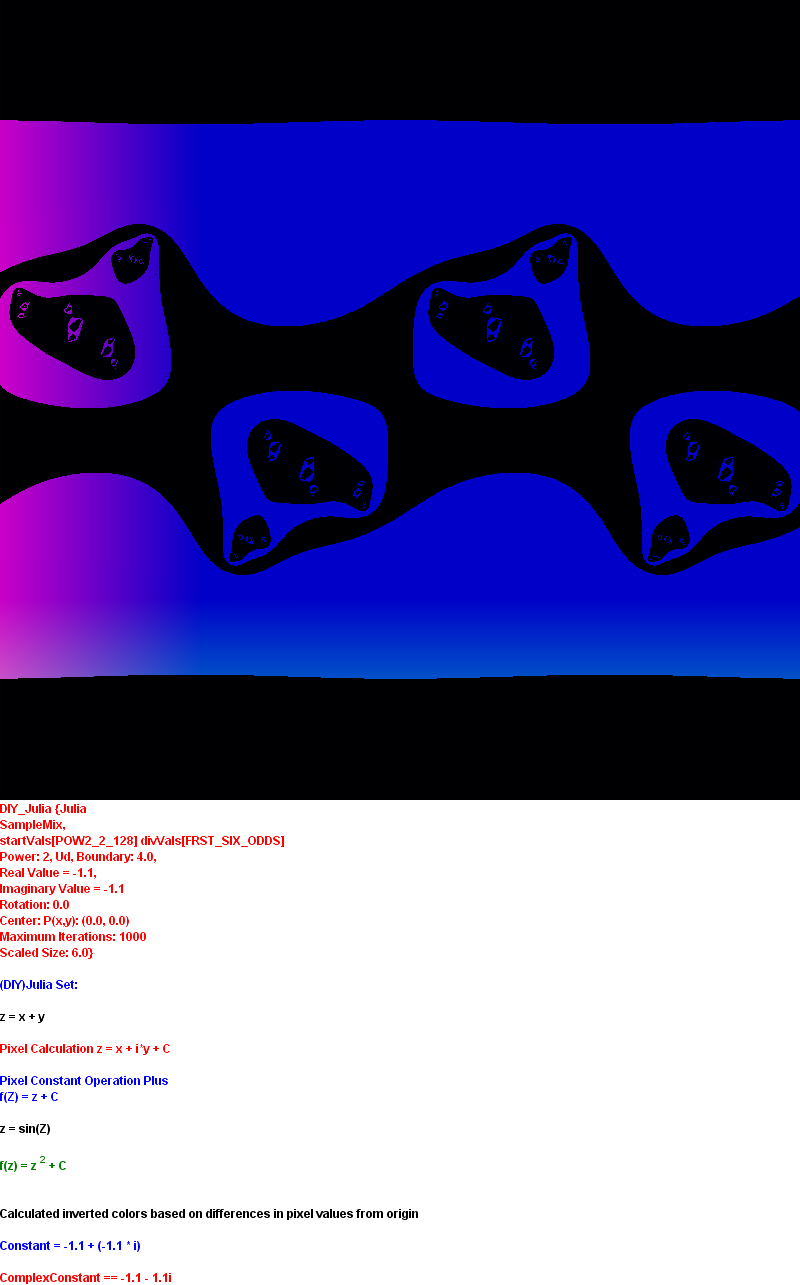 DIY_Julia {Julia
SampleMix,
startVals[POW2_2_128] divVals[FRST_SIX_ODDS]
Power: 2, Ud, Boundary: 4.0,
Real Value = -1.1,
Imaginary Value = -1.1
Rotation: 0.0
Center: P(x,y): (0.0, 0.0)
Maximum Iterations: 1000
Scaled Size: 6.0}
(DIY)Julia Set:
z = x + y
Pixel Calculation z = x + i*y + C
Pixel Constant Operation Plus
f(Z) = z + C
z = sin(Z)
f(z) = z ² + C
Calculated inverted colors based on differences in pixel values from origin
Constant = -1.1 + (-1.1 * i)
ComplexConstant == -1.1 - 1.1i